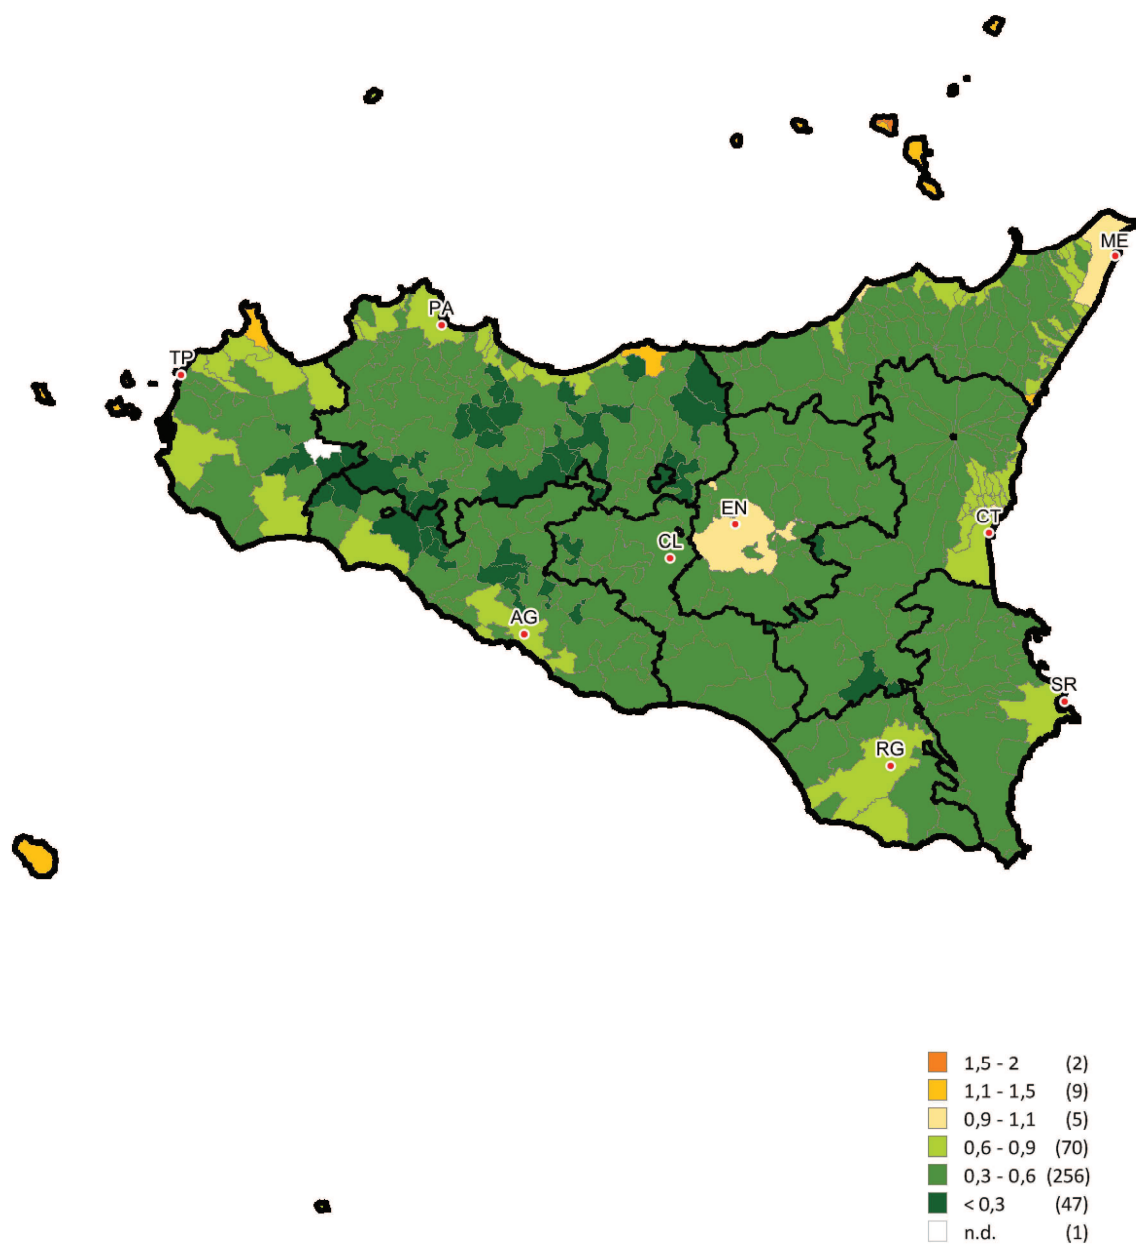 ME
PA
TP
EN
CT
CL
AG
SR
RG
1,5 - 2 (2)
1,1 - 1,5 (9)
0,9 - 1,1 (5)
0,6 - 0,9 (70)
0,3 - 0,6 (256)
< 0,3 (47)
n.d. (1)